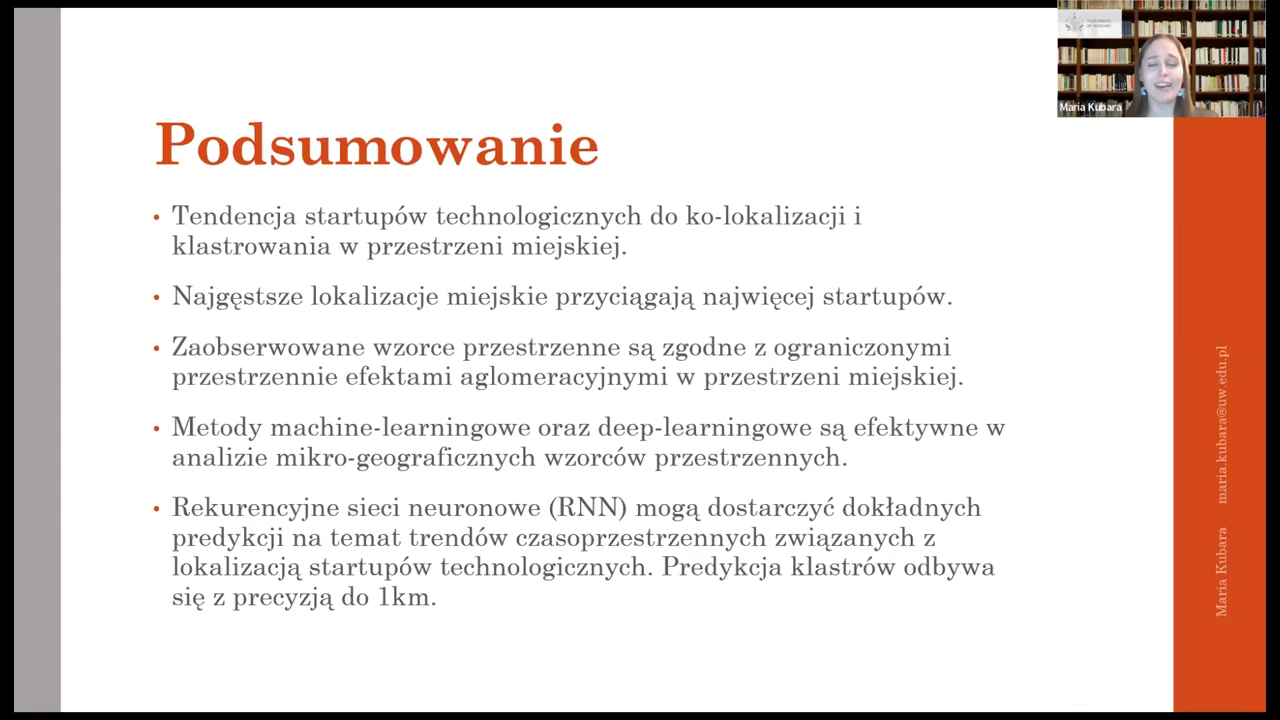 Podsumowanie
• Tendencja startupów technologicznych do ko-lokalizacji i
klastrowania w przestrzeni miejskiej.
• Najgęstsze lokalizacje miejskie przyciągają najwięcej startupów.
• Zaobserwowane wzorce przestrzenne są zgodne z ograniczonymi
przestrzennie efektami aglomeracyjnymi w przestrzeni miejskiej.
• Metody machine-learningowe oraz deep-learningowe są efektywne w
analizie mikro-geograficznych wzorców przestrzennych.
• Rekurencyjne sieci neuronowe (RNN) mogą dostarczyć dokładnych
predykcji na temat trendów czasoprzestrzennych związanych z
lokalizacją startupów technologicznych. Predykcja klastrów odbywa
się z precyzją do 1km.
Maria Kubara
Maria Kubara maria.kubara@uw.edu.pl